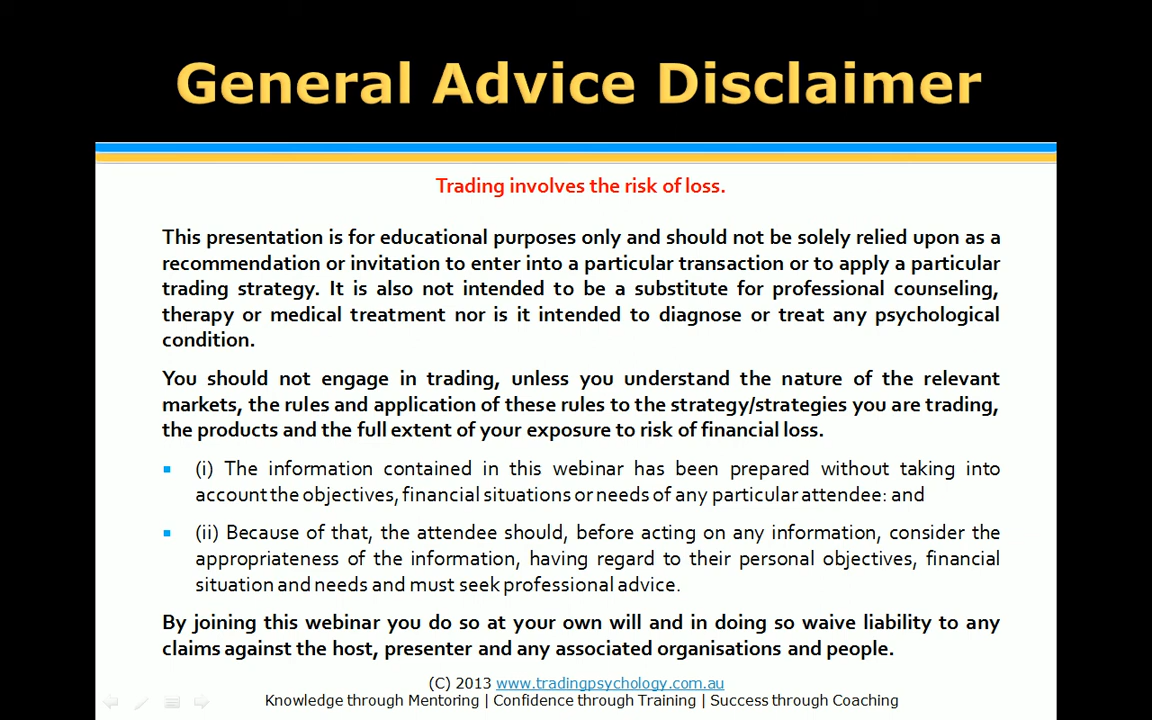 General Advice Disclaimer
Trading involves the risk of loss.
This presentation is for educational purposes only and should not be solely relied upon as a
recommendation or invitation to enter into a particular transaction or to apply a particular
trading strategy. It is also not intended to be a substitute for professional counseling,
therapy or medical treatment nor is it intended to diagnose or treat any psychological
condition.
You should not engage in trading, unless you understand the nature of the relevant
markets, the rules and application of these rules to the strategy/strategies you are trading,
the products and the full extent of your exposure to risk of financial loss.
(i) The information contained in this webinar has been prepared without taking into
account the objectives, financial situations or needs of any particular attendee: and
(ii) Because of that, the attendee should, before acting on any information, consider the
appropriateness of the information, having regard to their personal objectives, financial
situation and needs and must seek professional advice.
By joining this webinar you do so at your own will and in doing so waive liability to any
claims against the host, presenter and any associated organisations and people.
(C) 2013 www.tradingpsychology.com.au
Knowledge through Mentoring | Confidence through Training | Success through Coaching